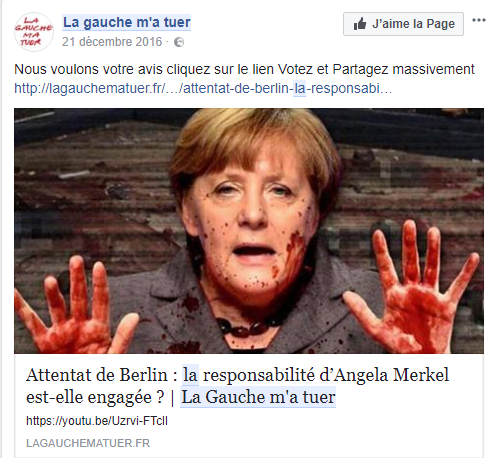 LA
GAUCHE
M'A
TUER
La gauche m'a tuer
21 décembre 2016 ·
J'aime la Page
Nous voulons votre avis cliquez sur le lien Votez et Partagez massivement
http://lagauchematuer.fr/…/attentat-de-berlin-la-responsabi…
Attentat de Berlin : la responsabilité d'Angela Merkel
est-elle engagée ? | La Gauche m'a tuer
https://youtu.be/Uzrvi-FTclI
LAGAUCHEMATUER.FR